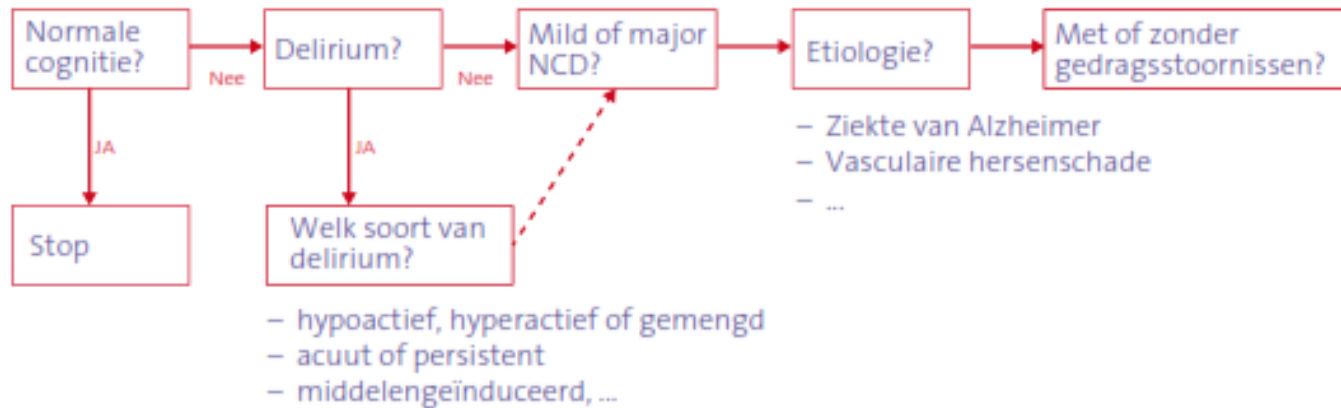 Normale
cognitie?
Nee
Delirium?
Nee
Mild of major
NCD?
Etiologie?
Met of zonder
gedragsstoornissen?
JA
JA
– Ziekte van Alzheimer
– Vasculaire hersenschade
– ...
Stop
Welk soort van
delirium?
– hypoactief, hyperactief of gemengd
– acuut of persistent
– middelengeïnduceerd, ...